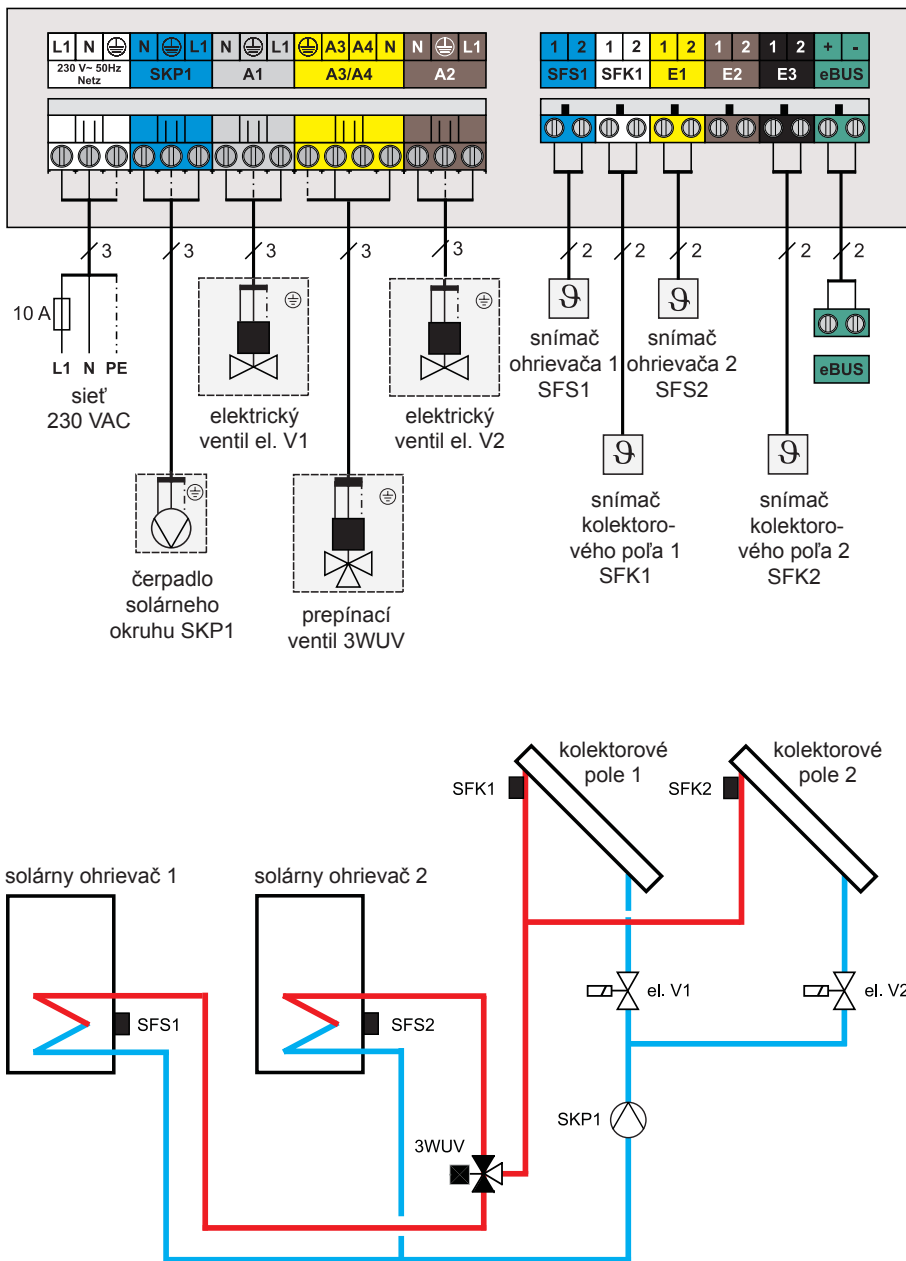 L1 N N L1 N L1 A3 A4 N N L1
230 V~ 50Hz
Netz
SKP1 A1 A3/A4 A2
1 2 1 2 1 2 1 2 1 2 + -
SFS1 SFK1 E1 E2 E3 eBUS
3 3 3 3 3 2 2 2 2 2
10 A
L1 N PE
sieť
230 VAC
elektrický
ventil el. V1
elektrický
ventil el. V2
ϑ
snímač
ohrievača 1
SFS1
ϑ
snímač
ohrievača 2
SFS2
eBUS
čerpadlo
solárneho
okruhu SKP1
prepínací
ventil 3WUV
ϑ
snímač
kolektoro-
vého poľa 1
SFK1
ϑ
snímač
kolektoro-
vého poľa 2
SFK2
kolektorové
pole 1
kolektorové
pole 2
SFK1
SFK2
solárny ohrievač 1
solárny ohrievač 2
el. V1
el. V2
SFS1
SFS2
SKP1
3WUV